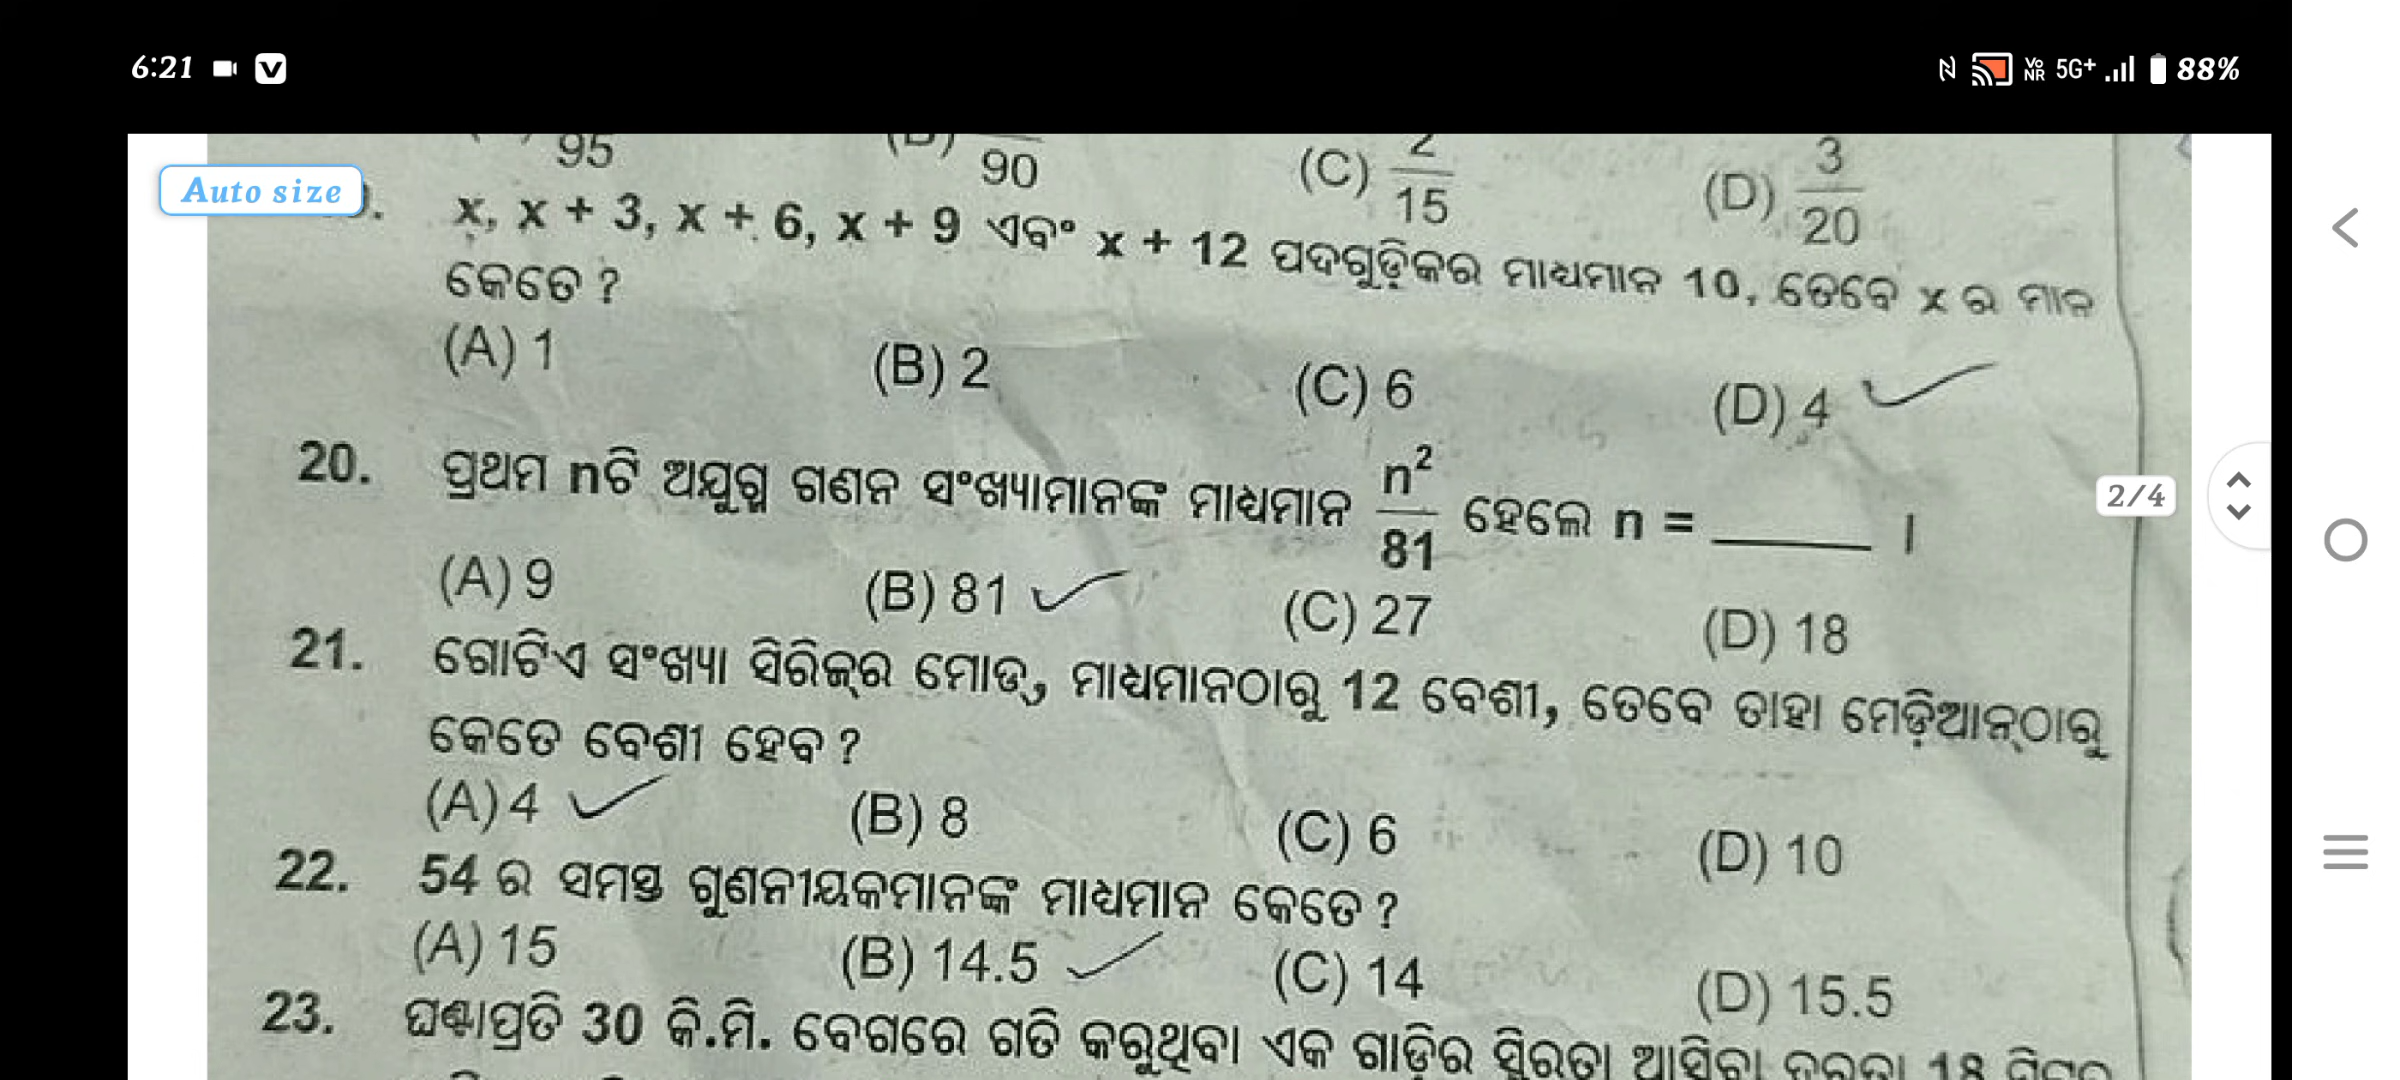 6:21
5G+ 88%
95 90 (C) 2/15 (D) 3/20
Auto size
x, x + 3, x + 6, x + 9 ଏବଂ x + 12 ପଦଗୁଡ଼ିକର ମାଧ୍ୟମାନ 10, ତେବେ x ର ମାନ
କେତେ ?
(A) 1 (B) 2 (C) 6 (D) 4
20. ପ୍ରଥମ nଟି ଅଯୁଗ୍ମ ଗଣନ ସଂଖ୍ୟାମାନଙ୍କ ମାଧ୍ୟମାନ n²/81 ହେଲେ n = ______ ।
2/4
(A) 9 (B) 81 (C) 27 (D) 18
21. ଗୋଟିଏ ସଂଖ୍ୟା ସିରିଜ୍‌ର ମୋଡ୍, ମାଧ୍ୟମାନଠାରୁ 12 ବେଶୀ, ତେବେ ତାହା ମେଡ଼ିଆନ୍‌ଠାରୁ
କେତେ ବେଶୀ ହେବ ?
(A) 4 (B) 8 (C) 6 (D) 10
22. 54 ର ସମସ୍ତ ଗୁଣନୀୟକମାନଙ୍କ ମାଧ୍ୟମାନ କେତେ ?
(A) 15 (B) 14.5 (C) 14 (D) 15.5
23. ଘଣ୍ଟାପ୍ରତି 30 କି.ମି. ବେଗରେ ଗତି କରୁଥିବା ଏକ ଗାଡ଼ିର ସ୍ଥିରତା ଆସିବା 18